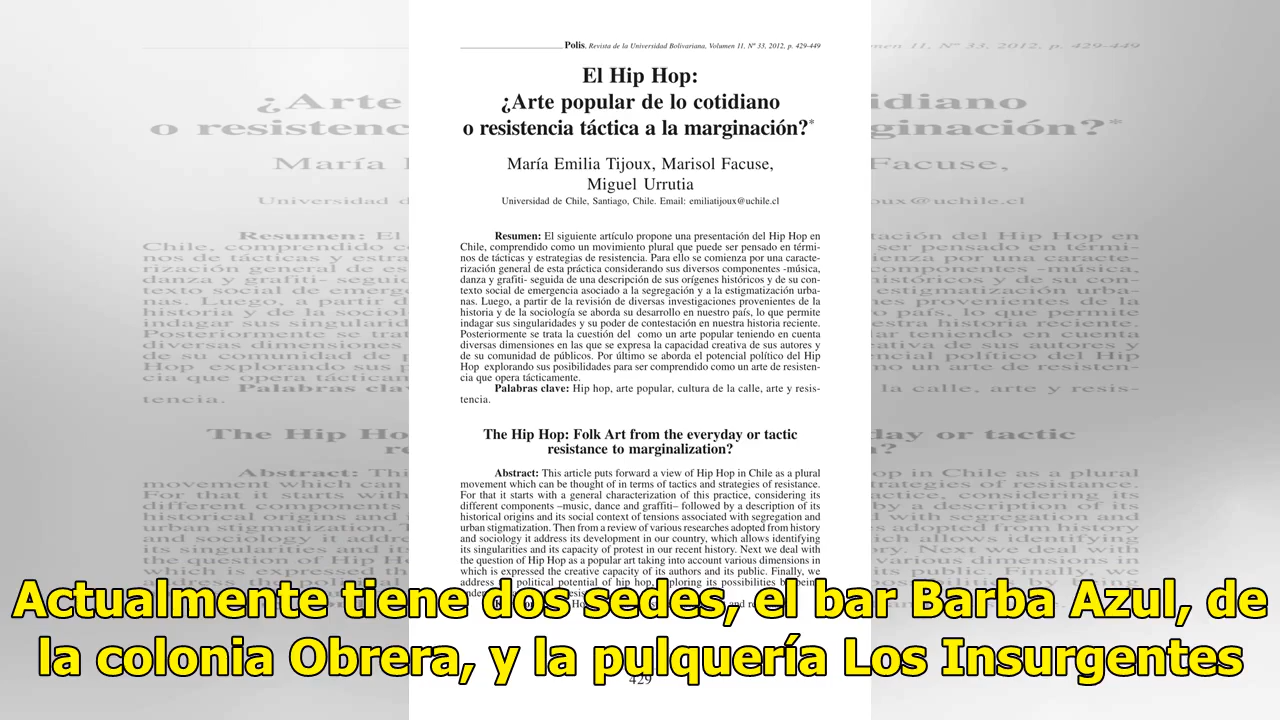 Polis, Revista de la Universidad Bolivariana, Volumen 11, Nº 33, 2012, p. 429-449
El Hip Hop:
¿Arte popular de lo cotidiano
o resistencia táctica a la marginación?*
María Emilia Tijoux, Marisol Facuse,
Miguel Urrutia
Universidad de Chile, Santiago, Chile. Email: emiliatijoux@uchile.cl
Resumen: El siguiente artículo propone una presentación del Hip Hop en
Chile, comprendido como un movimiento plural que puede ser pensado en térmi-
nos de tácticas y estrategias de resistencia. Para ello se comienza por una caracte-
rización general de esta práctica considerando sus diversos componentes -música,
danza y grafiti- seguida de una descripción de sus orígenes históricos y de su con-
texto social de emergencia asociado a la segregación y a la estigmatización urba-
nas. Luego, a partir de la revisión de diversas investigaciones provenientes de la
historia y de la sociología se aborda su desarrollo en nuestro país, lo que permite
indagar sus singularidades y su poder de contestación en nuestra historia reciente.
Posteriormente se trata la cuestión del como un arte popular teniendo en cuenta
diversas dimensiones en las que se expresa la capacidad creativa de sus autores y
de su comunidad de públicos. Por último se aborda el potencial político del Hip
Hop explorando sus posibilidades para ser comprendido como un arte de resisten-
cia que opera tácticamente.
Palabras clave: Hip hop, arte popular, cultura de la calle, arte y resis-
tencia.
The Hip Hop: Folk Art from the everyday or tactic
resistance to marginalization?
Abstract: This article puts forward a view of Hip Hop in Chile as a plural
movement which can be thought of in terms of tactics and strategies of resistance.
For that it starts with a general characterization of this practice, considering its
different components –music, dance and graffiti– followed by a description of its
historical origins and its social context of tensions associated with segregation and
urban stigmatization. Then from a review of various researches adopted from history
and sociology it address its development in our country, which allows identifying
its singularities and its capacity of protest in our recent history. Next we deal with
the question of Hip Hop as a popular art taking into account various dimensions in
which is expressed the creative capacity of its authors and its public. Finally, we
address political potential of hip hop, exploring its possibilities
Actualmente tiene dos sedes, el bar Barba Azul, de
la colonia Obrera, y la pulquería Los Insurgentes
429